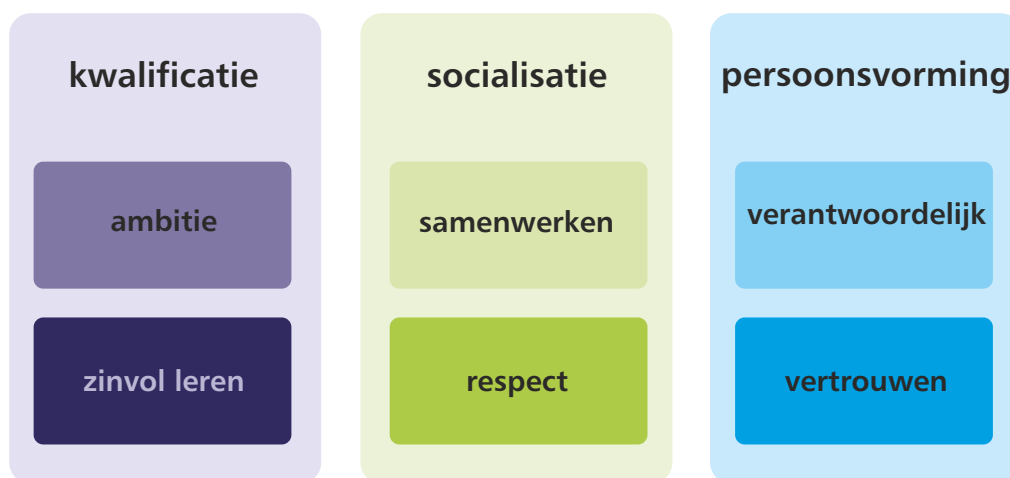 kwalificatie
ambitie
zinvol leren
socialisatie
samenwerken
respect
persoonsvorming
verantwoordelijk
vertrouwen